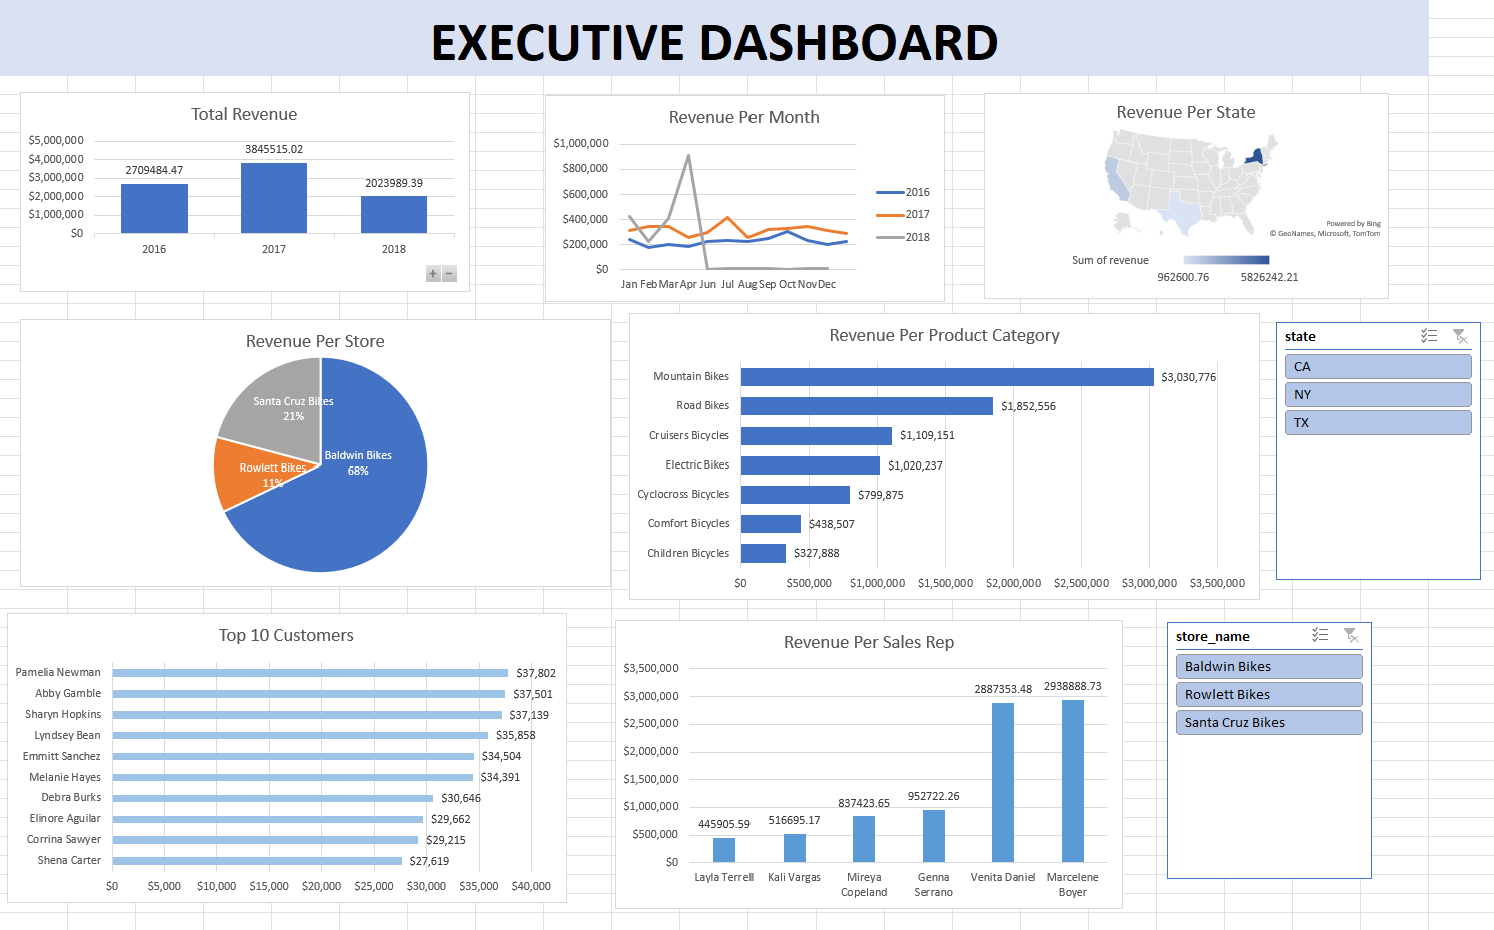 EXECUTIVE DASHBOARD
Total Revenue
$5,000,000
$4,000,000
$3,000,000
$2,000,000
$1,000,000
$0
2709484.47
3845515.02
2023989.39
2016
2017
2018
Revenue Per Month
$1,000,000
$800,000
$600,000
$400,000
$200,000
$0
Jan Feb Mar Apr Jun Jul Aug Sep Oct Nov Dec
2016
2017
2018
Revenue Per State
Powered by Bing
© GeoNames, Microsoft, TomTom
Sum of revenue
962600.76 5826242.21
Revenue Per Store
Santa Cruz Bikes
21%
Baldwin Bikes
68%
Rowlett Bikes
11%
Revenue Per Product Category
Mountain Bikes $3,030,776
Road Bikes $1,852,556
Cruisers Bicycles $1,109,151
Electric Bikes $1,020,237
Cyclocross Bicycles $799,875
Comfort Bicycles $438,507
Children Bicycles $327,888
$0 $500,000 $1,000,000 $1,500,000 $2,000,000 $2,500,000 $3,000,000 $3,500,000
state
CA
NY
TX
Top 10 Customers
Pamelia Newman $37,802
Abby Gamble $37,501
Sharyn Hopkins $37,139
Lyndsey Bean $35,858
Emmitt Sanchez $34,504
Melanie Hayes $34,391
Debra Burks $30,646
Elinore Aguilar $29,662
Corrina Sawyer $29,215
Shena Carter $27,619
$0 $5,000 $10,000 $15,000 $20,000 $25,000 $30,000 $35,000 $40,000
Revenue Per Sales Rep
$3,500,000
$3,000,000
$2,500,000
$2,000,000
$1,500,000
$1,000,000
$500,000
$0
445905.59
516695.17
837423.65
952722.26
2887353.48
2938888.73
Layla Terrell
Kali Vargas
Mireya
Copeland
Genna
Serrano
Venita Daniel
Marcelene
Boyer
store_name
Baldwin Bikes
Rowlett Bikes
Santa Cruz Bikes